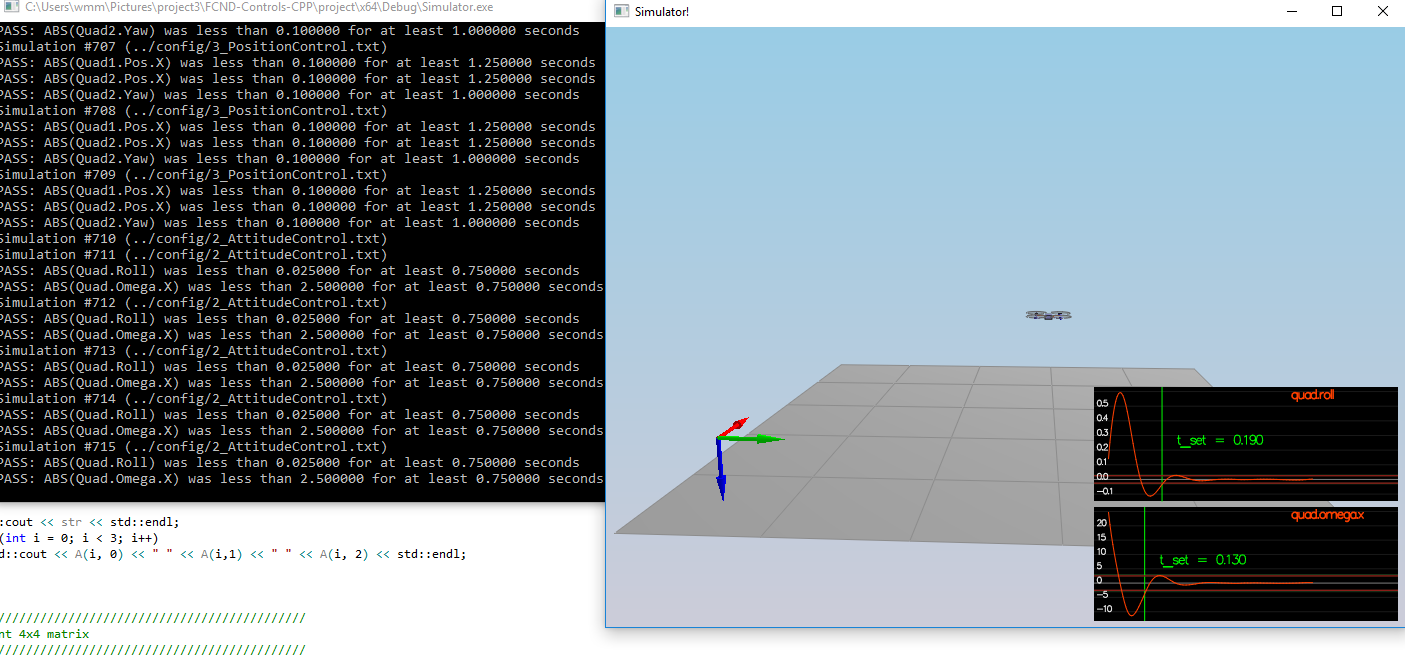 C:\Users\wmm\Pictures\project3\FCND-Controls-CPP\project\x64\Debug\Simulator.exe
PASS: ABS(Quad2.Yaw) was less than 0.100000 for at least 1.000000 seconds
Simulation #707 (../config/3_PositionControl.txt)
PASS: ABS(Quad1.Pos.X) was less than 0.100000 for at least 1.250000 seconds
PASS: ABS(Quad2.Pos.X) was less than 0.100000 for at least 1.250000 seconds
PASS: ABS(Quad2.Yaw) was less than 0.100000 for at least 1.000000 seconds
Simulation #708 (../config/3_PositionControl.txt)
PASS: ABS(Quad1.Pos.X) was less than 0.100000 for at least 1.250000 seconds
PASS: ABS(Quad2.Pos.X) was less than 0.100000 for at least 1.250000 seconds
PASS: ABS(Quad2.Yaw) was less than 0.100000 for at least 1.000000 seconds
Simulation #709 (../config/3_PositionControl.txt)
PASS: ABS(Quad1.Pos.X) was less than 0.100000 for at least 1.250000 seconds
PASS: ABS(Quad2.Pos.X) was less than 0.100000 for at least 1.250000 seconds
PASS: ABS(Quad2.Yaw) was less than 0.100000 for at least 1.000000 seconds
Simulation #710 (../config/2_AttitudeControl.txt)
Simulation #711 (../config/2_AttitudeControl.txt)
PASS: ABS(Quad.Roll) was less than 0.025000 for at least 0.750000 seconds
PASS: ABS(Quad.Omega.X) was less than 2.500000 for at least 0.750000 seconds
Simulation #712 (../config/2_AttitudeControl.txt)
PASS: ABS(Quad.Roll) was less than 0.025000 for at least 0.750000 seconds
PASS: ABS(Quad.Omega.X) was less than 2.500000 for at least 0.750000 seconds
Simulation #713 (../config/2_AttitudeControl.txt)
PASS: ABS(Quad.Roll) was less than 0.025000 for at least 0.750000 seconds
PASS: ABS(Quad.Omega.X) was less than 2.500000 for at least 0.750000 seconds
Simulation #714 (../config/2_AttitudeControl.txt)
PASS: ABS(Quad.Roll) was less than 0.025000 for at least 0.750000 seconds
PASS: ABS(Quad.Omega.X) was less than 2.500000 for at least 0.750000 seconds
Simulation #715 (../config/2_AttitudeControl.txt)
PASS: ABS(Quad.Roll) was less than 0.025000 for at least 0.750000 seconds
PASS: ABS(Quad.Omega.X) was less than 2.500000 for at least 0.750000 seconds
:cout << str << std::endl;
(int i = 0; i < 3; i++)
d::cout << A(i, 0) << " " << A(i,1) << " " << A(i, 2) << std::endl;
////////////////////////////////////////////
nt 4x4 matrix
////////////////////////////////////////////
Simulator!
quad.roll
0.5
0.4
0.3
0.2
0.1
0.0
-0.1
t_set = 0.190
quad.omega.x
20
15
10
5
0
-5
-10
t_set = 0.130